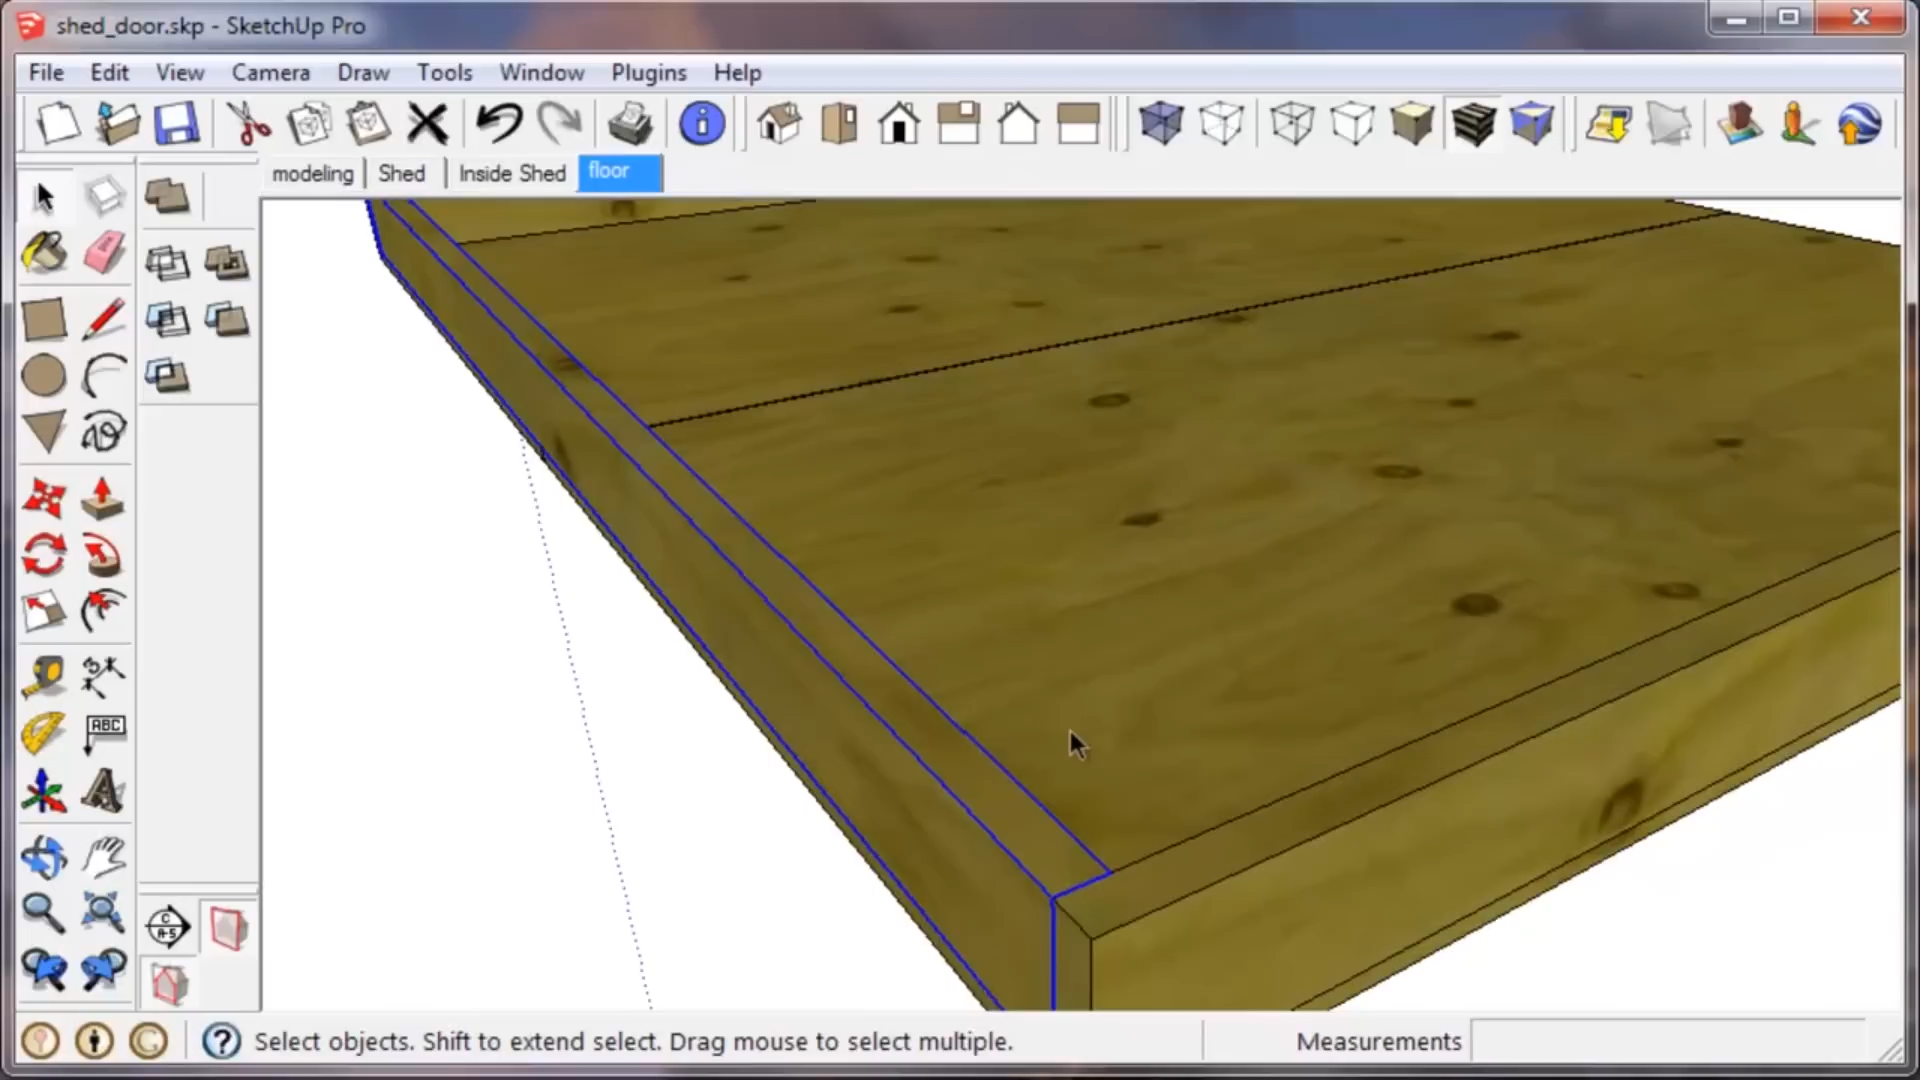 shed_door.skp - SketchUp Pro
File Edit View Camera Draw Tools Window Plugins Help
modeling Shed Inside Shed floor
ABC
C
A-5
Select objects. Shift to extend select. Drag mouse to select multiple. Measurements